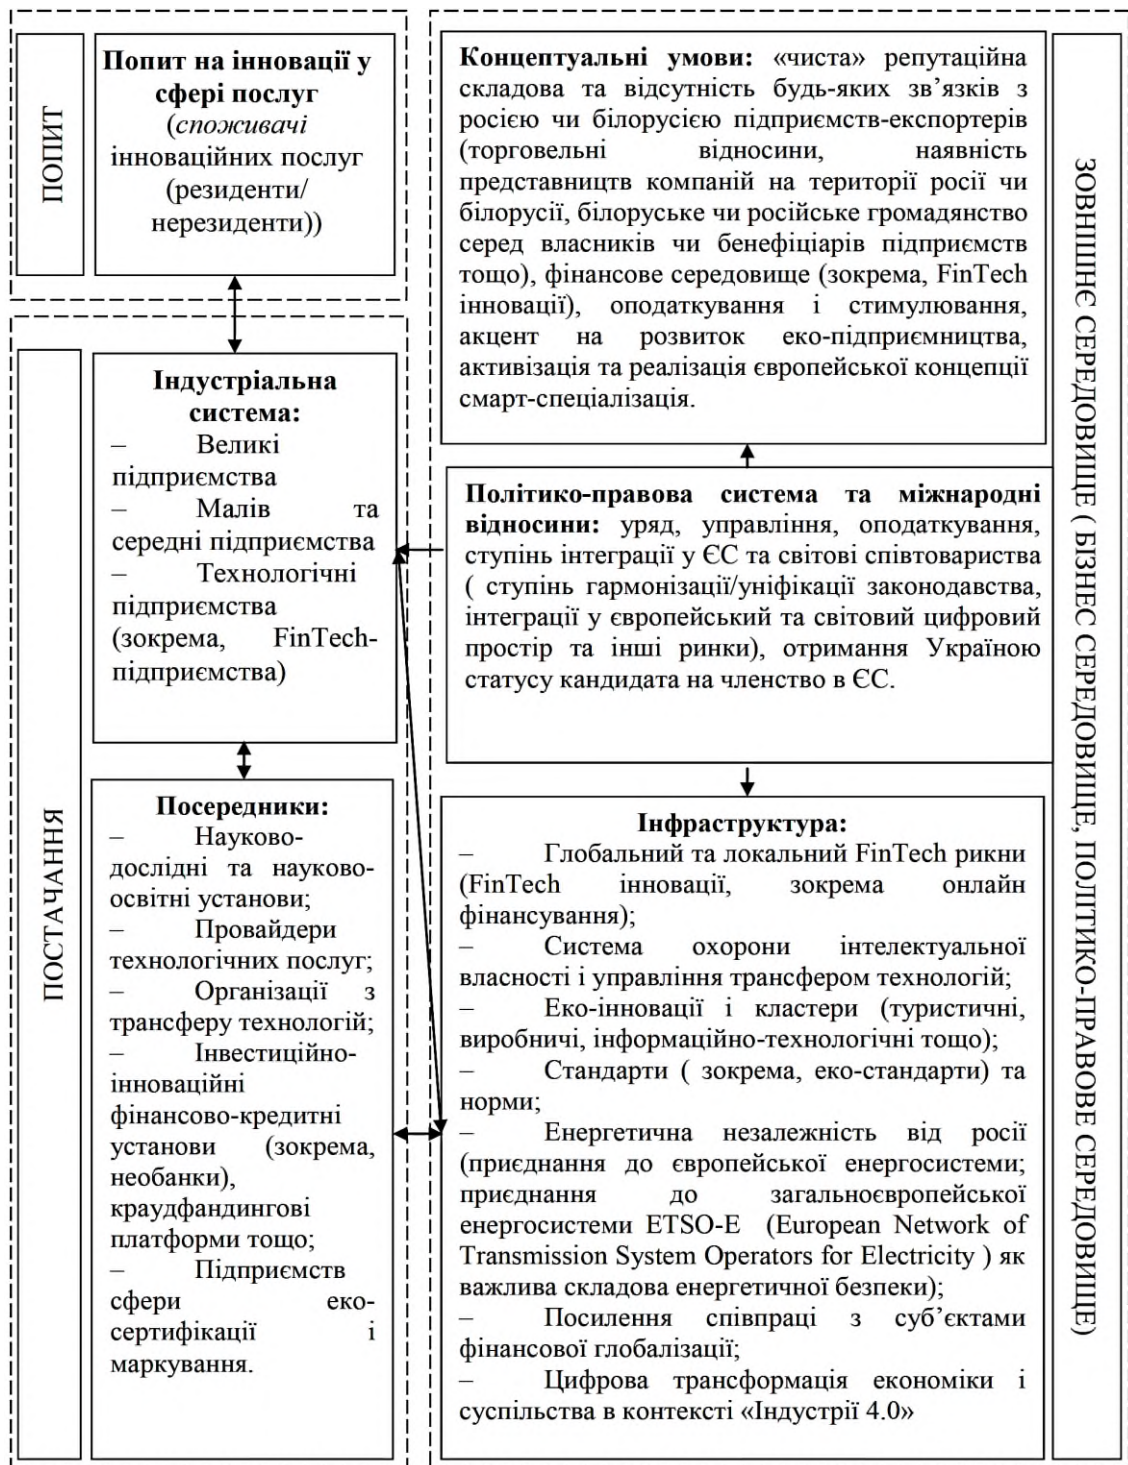 ПОПИТ
Попит на інновації у
сфері послуг
(споживачі
інноваційних послуг
(резиденти/
нерезиденти))
ПОСТАЧАННЯ
Індустріальна
система:
– Великі
підприємства
– Малів та
середні підприємства
– Технологічні
підприємства
(зокрема, FinTech-
підприємства)
Посередники:
– Науково-
дослідні та науково-
освітні установи;
– Провайдери
технологічних послуг;
– Організації з
трансферу технологій;
– Інвестиційно-
інноваційні
фінансово-кредитні
установи (зокрема,
необанки),
краудфандингові
платформи тощо;
– Підприємств
сфери еко-
сертифікації і
маркування.
Концептуальні умови: «чиста» репутаційна
складова та відсутність будь-яких зв’язків з
росією чи білорусією підприємств-експортерів
(торговельні відносини, наявність
представництв компаній на території росії чи
білорусії, білоруське чи російське громадянство
серед власників чи бенефіціарів підприємств
тощо), фінансове середовище (зокрема, FinTech
інновації), оподаткування і стимулювання,
акцент на розвиток еко-підприємництва,
активізація та реалізація європейської концепції
смарт-спеціалізація.
Політико-правова система та міжнародні
відносини: уряд, управління, оподаткування,
ступінь інтеграції у ЄС та світові співтовариства
( ступінь гармонізації/уніфікації законодавства,
інтеграції у європейський та світовий цифровий
простір та інші ринки), отримання Україною
статусу кандидата на членство в ЄС.
Інфраструктура:
– Глобальний та локальний FinTech рикни
(FinTech інновації, зокрема онлайн
фінансування);
– Система охорони інтелектуальної
власності і управління трансфером технологій;
– Еко-інновації і кластери (туристичні,
виробничі, інформаційно-технологічні тощо);
– Стандарти ( зокрема, еко-стандарти) та
норми;
– Енергетична незалежність від росії
(приєднання до європейської енергосистеми;
приєднання до загальноєвропейської
енергосистеми ETSO-E (European Network of
Transmission System Operators for Electricity ) як
важлива складова енергетичної безпеки);
– Посилення співпраці з суб’єктами
фінансової глобалізації;
– Цифрова трансформація економіки і
суспільства в контексті «Індустрії 4.0»
ЗОВНІШНЄ СЕРЕДОВИЩЕ ( БІЗНЕС СЕРЕДОВИЩЕ, ПОЛІТИКО-ПРАВОВЕ СЕРЕДОВИЩЕ)